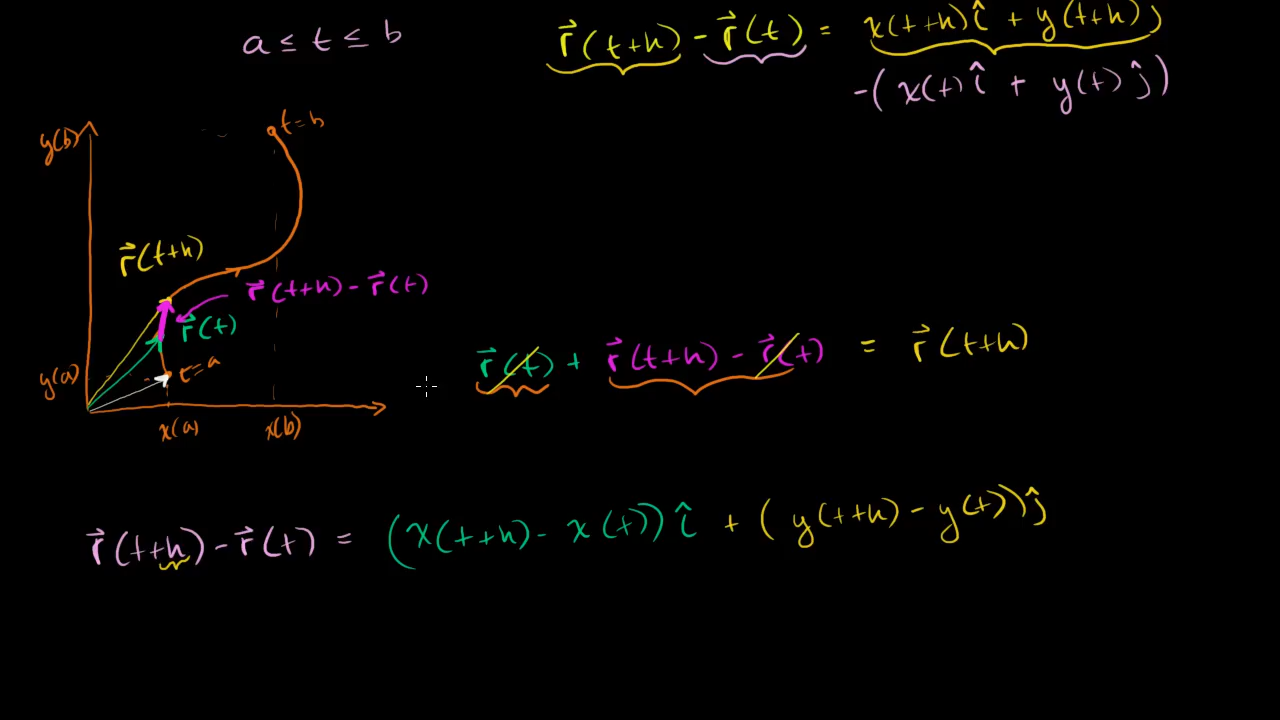 a ≤ t ≤ b
r⃗(t+h) - r⃗(t) = x(t+h)î + y(t+h)ĵ
-(x(t)î + y(t)ĵ)
y(b)
t=b
r⃗(t+h)
r⃗(t+h) - r⃗(t)
r⃗(t)
y(a)
t=a
x(a)
x(b)
r⃗(t) + r⃗(t+h) - r⃗(t) = r⃗(t+h)
r⃗(t+h) - r⃗(t) = (x(t+h) - x(t))î + (y(t+h) - y(t))ĵ